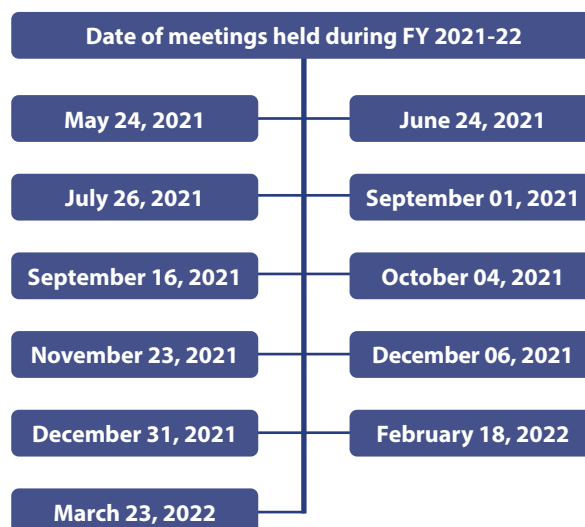 Date of meetings held during FY 2021-22
May 24, 2021
June 24, 2021
July 26, 2021
September 01, 2021
September 16, 2021
October 04, 2021
November 23, 2021
December 06, 2021
December 31, 2021
February 18, 2022
March 23, 2022